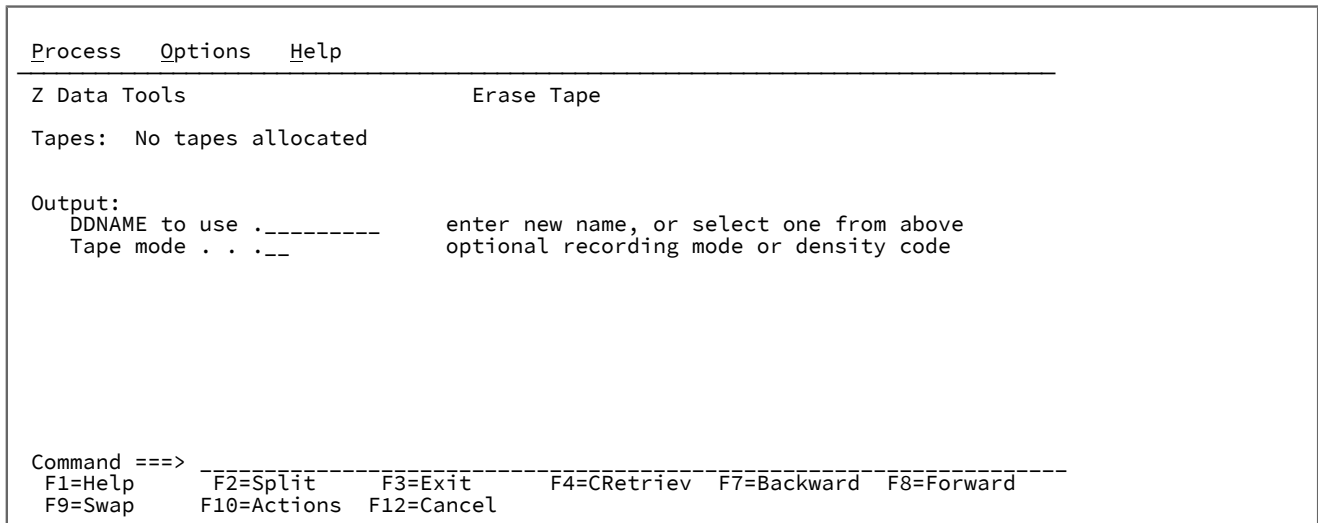 Process   Options   Help
Z Data Tools                      Erase Tape
Tapes:  No tapes allocated
Output:
   DDNAME to use ._________     enter new name, or select one from above
   Tape mode . . .__            optional recording mode or density code
Command ===> ___________________________________________________________________
 F1=Help      F2=Split     F3=Exit      F4=CRetriev  F7=Backward  F8=Forward
 F9=Swap     F10=Actions  F12=Cancel